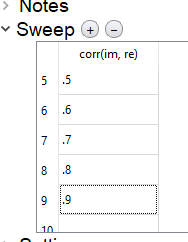 Notes
Sweep + −
corr(im, re)
5 .5
6 .6
7 .7
8 .8
9 .9
10